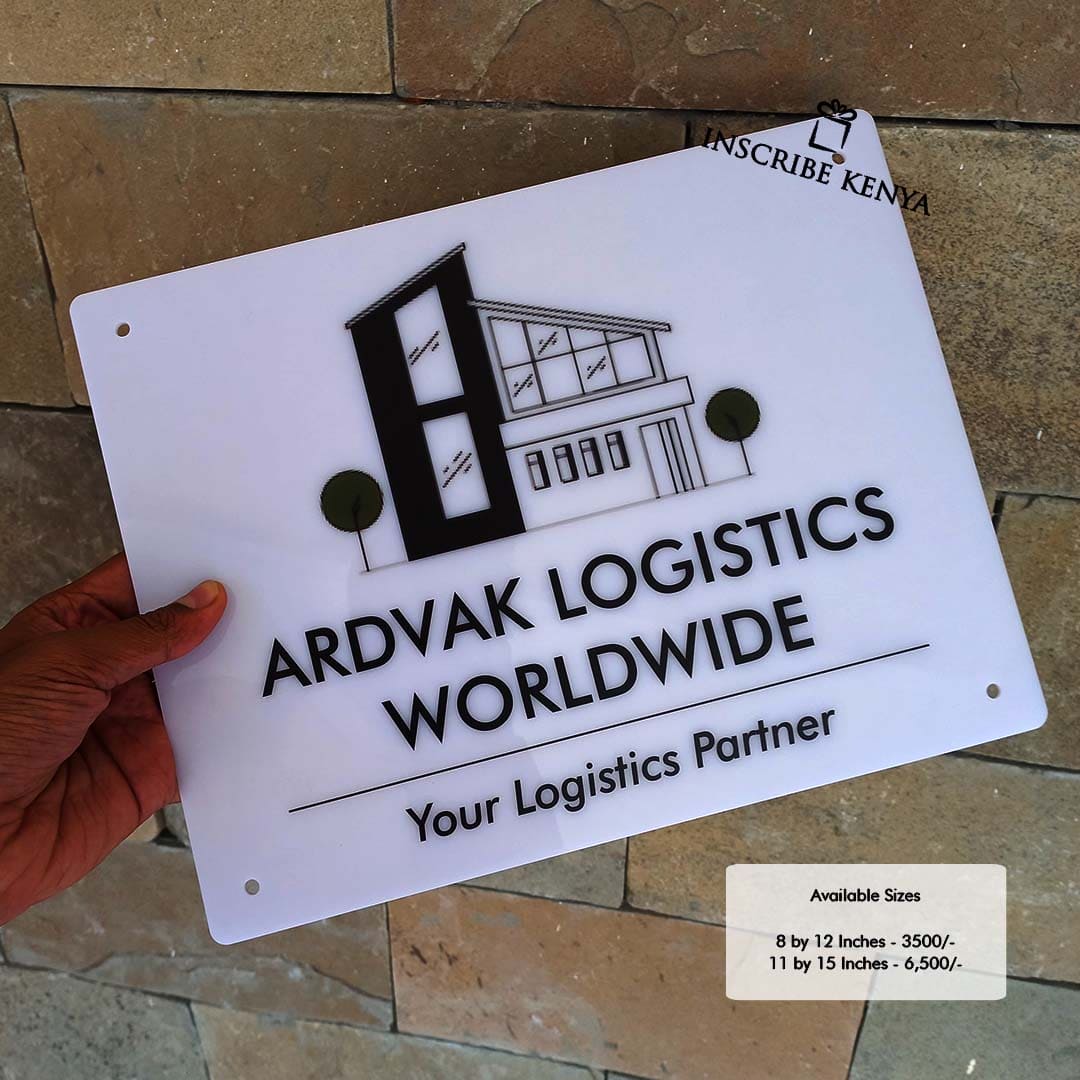 INSCRIBE KENYA
ARDVAK LOGISTICS
WORLDWIDE
Your Logistics Partner
Available Sizes
8 by 12 Inches - 3500/-
11 by 15 Inches - 6,500/-